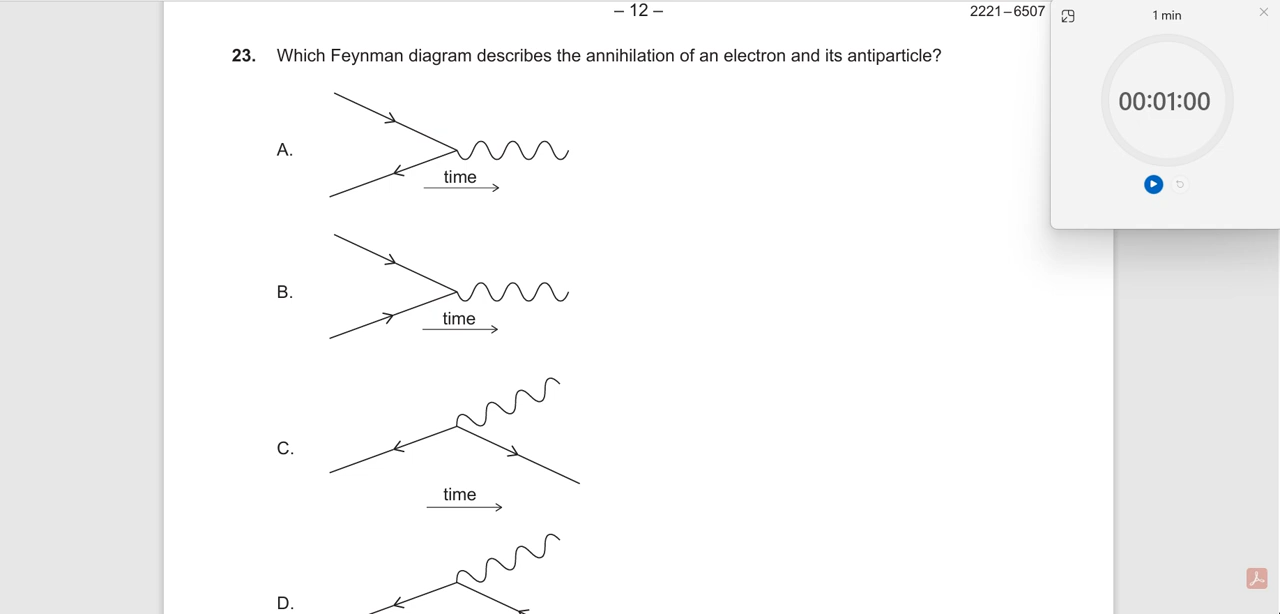 – 12 –
2221–6507
1 min
23. Which Feynman diagram describes the annihilation of an electron and its antiparticle?
00:01:00
A.
time
B.
time
C.
time
D.